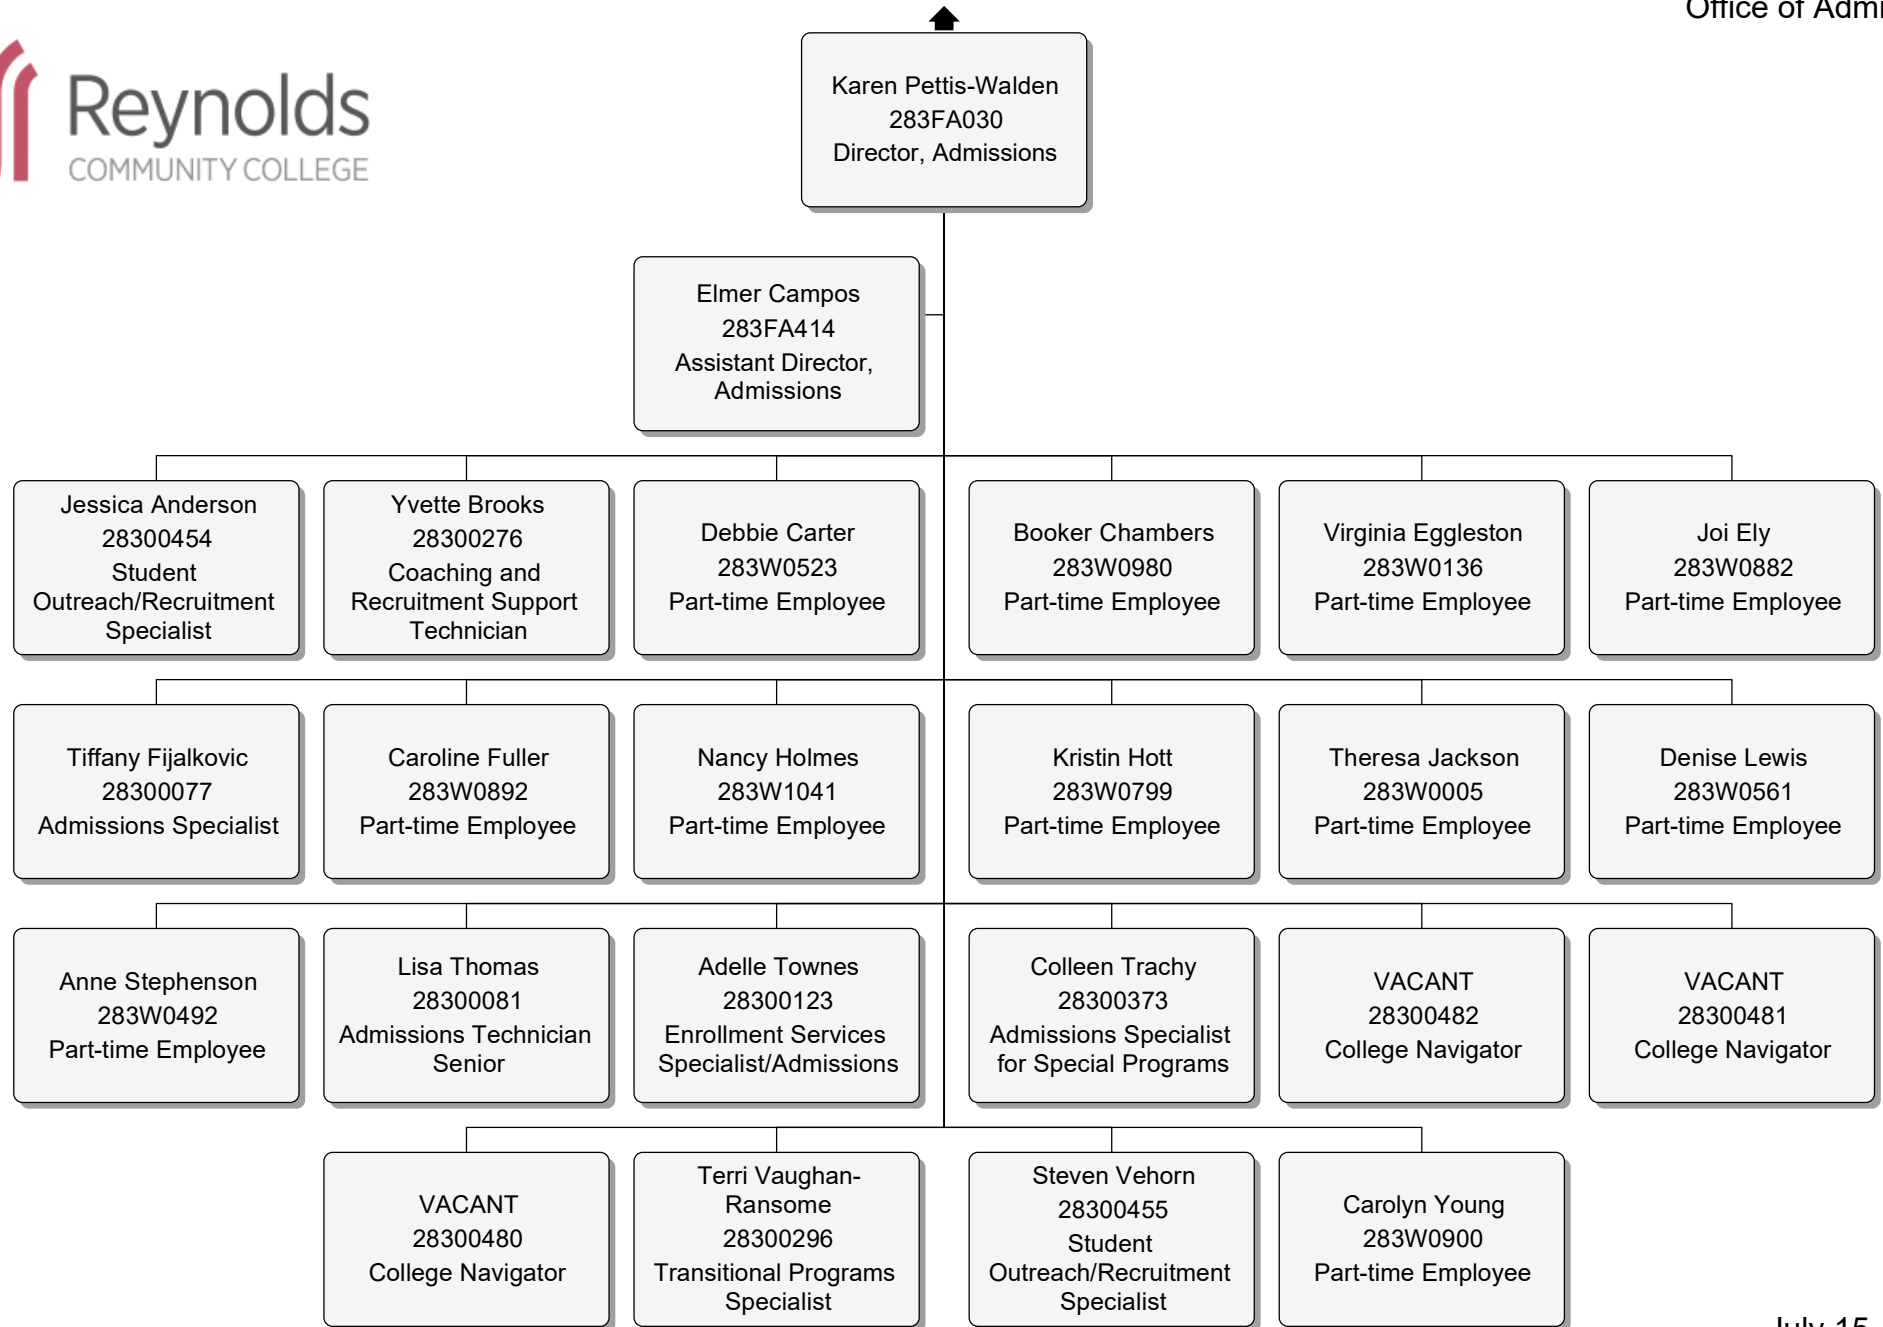 Office of Admi
Reynolds
COMMUNITY COLLEGE
Karen Pettis-Walden
283FA030
Director, Admissions
Elmer Campos
283FA414
Assistant Director,
Admissions
Jessica Anderson
28300454
Student
Outreach/Recruitment
Specialist
Yvette Brooks
28300276
Coaching and
Recruitment Support
Technician
Debbie Carter
283W0523
Part-time Employee
Booker Chambers
283W0980
Part-time Employee
Virginia Eggleston
283W0136
Part-time Employee
Joi Ely
283W0882
Part-time Employee
Tiffany Fijalkovic
28300077
Admissions Specialist
Caroline Fuller
283W0892
Part-time Employee
Nancy Holmes
283W1041
Part-time Employee
Kristin Hott
283W0799
Part-time Employee
Theresa Jackson
283W0005
Part-time Employee
Denise Lewis
283W0561
Part-time Employee
Anne Stephenson
283W0492
Part-time Employee
Lisa Thomas
28300081
Admissions Technician
Senior
Adelle Townes
28300123
Enrollment Services
Specialist/Admissions
Colleen Trachy
28300373
Admissions Specialist
for Special Programs
VACANT
28300482
College Navigator
VACANT
28300481
College Navigator
VACANT
28300480
College Navigator
Terri Vaughan-
Ransome
28300296
Transitional Programs
Specialist
Steven Vehorn
28300455
Student
Outreach/Recruitment
Specialist
Carolyn Young
283W0900
Part-time Employee
July 15